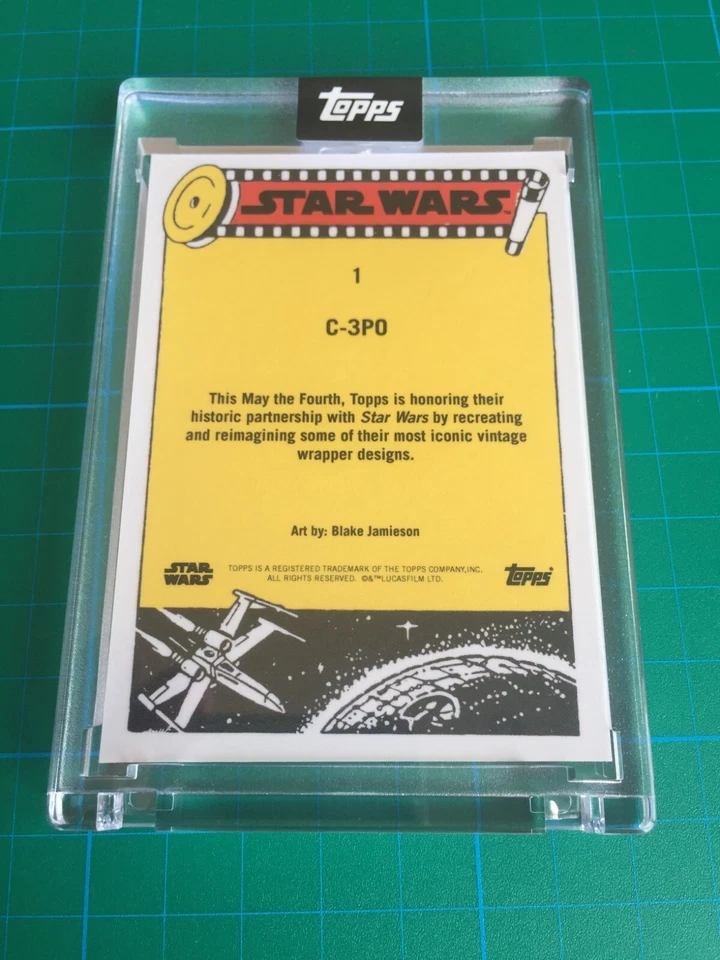 Topps
STAR WARS™
1
C-3PO
This May the Fourth, Topps is honoring their
historic partnership with Star Wars by recreating
and reimagining some of their most iconic vintage
wrapper designs.
Art by: Blake Jamieson
STAR
WARS
TOPPS IS A REGISTERED TRADEMARK OF THE TOPPS COMPANY,INC.
ALL RIGHTS RESERVED. ©&™LUCASFILM LTD.
Topps®